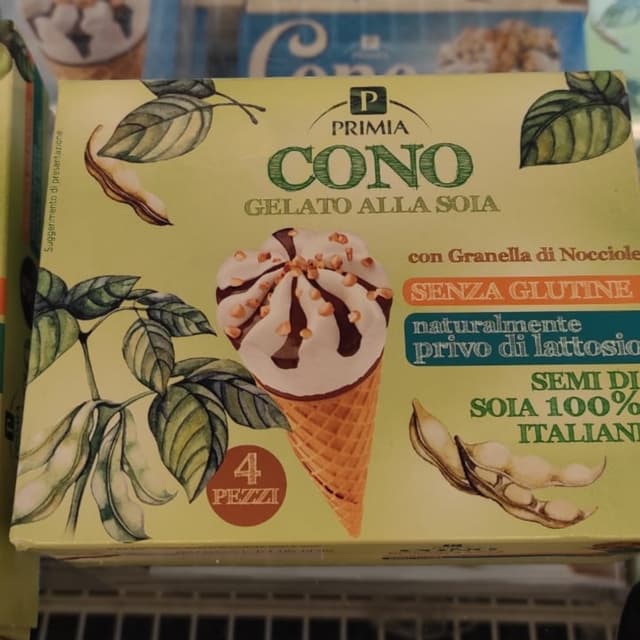 Cono
P
PRIMIA
CONO
GELATO ALLA SOIA
Suggerimento di presentazione
con Granella di Nocciole
SENZA GLUTINE
naturalmente
privo di lattosio
SEMI DI
SOIA 100%
ITALIANI
4
PEZZI